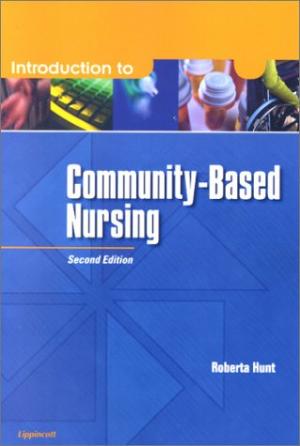 Introduction to
Community-Based
Nursing
Second Edition
Roberta Hunt
Lippincott